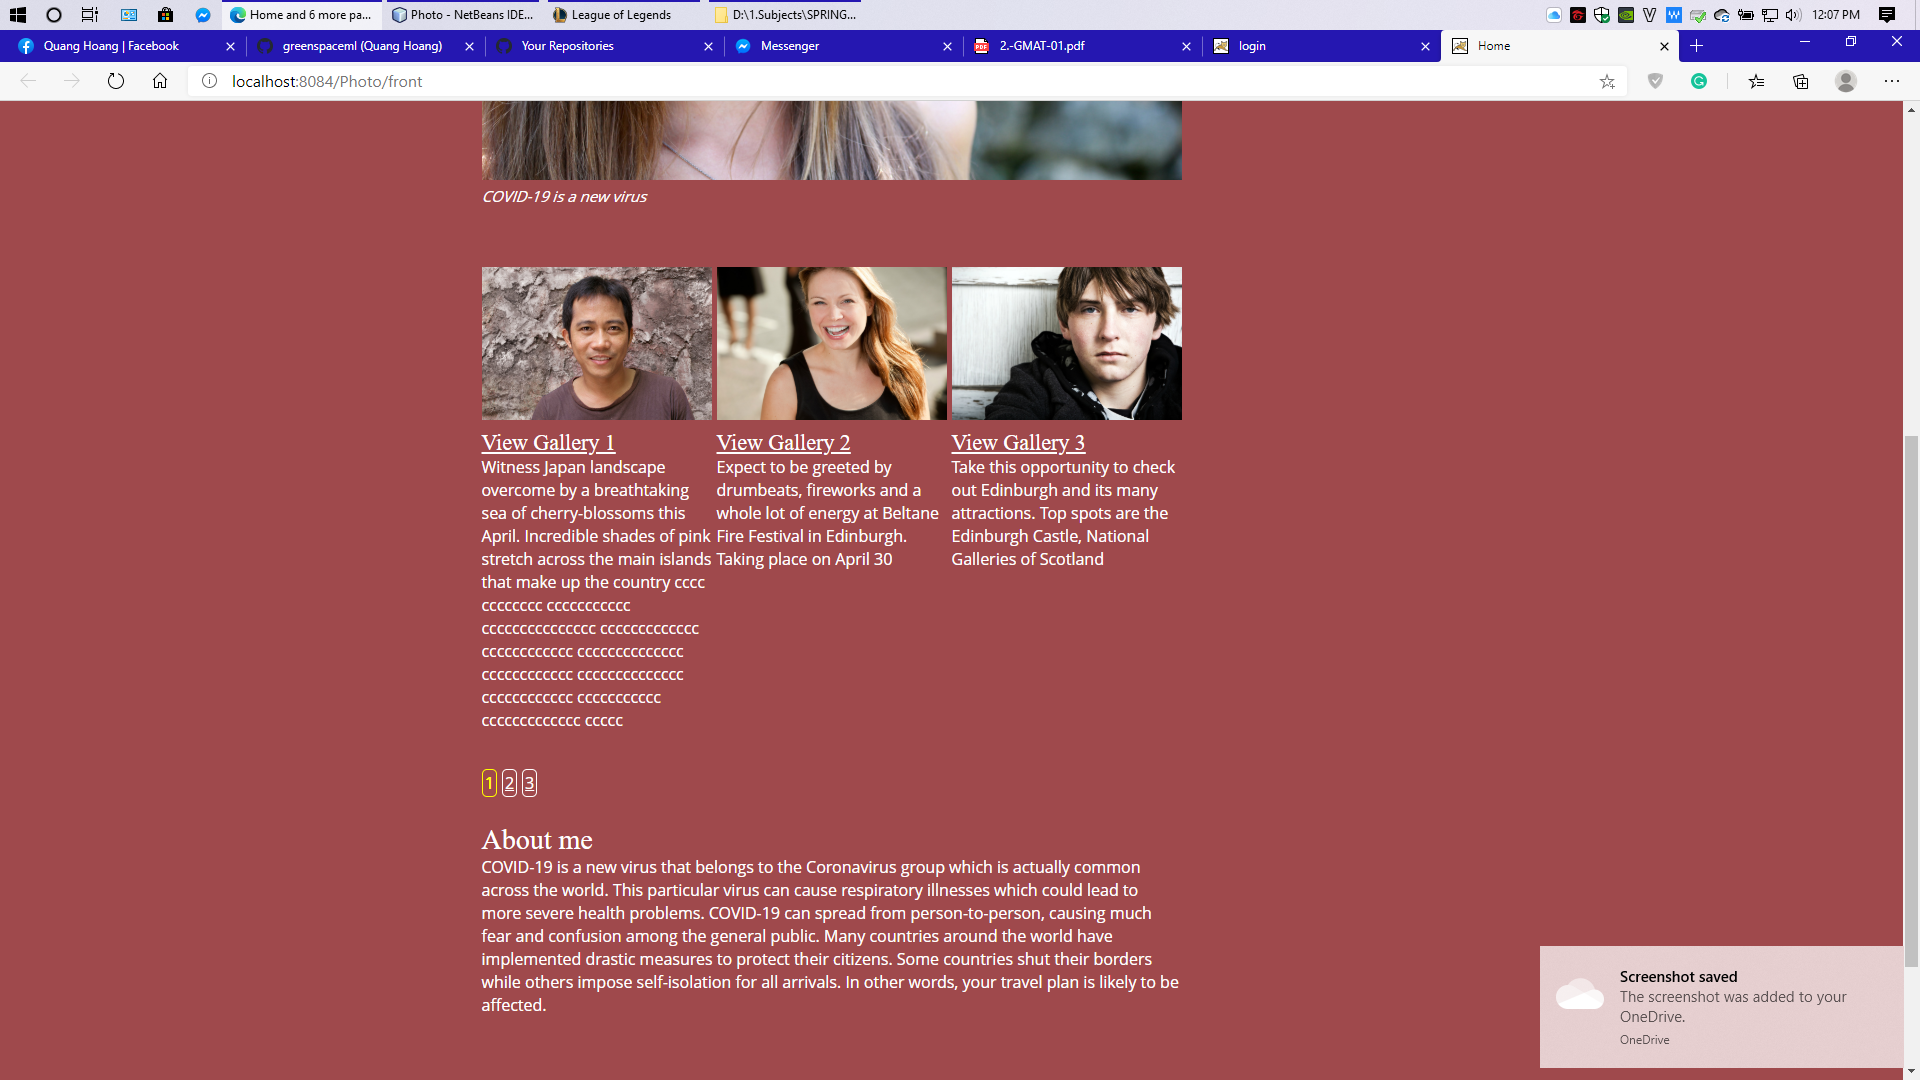 Home and 6 more pa...
Photo - NetBeans IDE...
League of Legends
D:\1.Subjects\SPRING...
12:07 PM
Quang Hoang | Facebook
greenspaceml (Quang Hoang)
Your Repositories
Messenger
2.-GMAT-01.pdf
login
Home
localhost:8084/Photo/front
COVID-19 is a new virus
View Gallery 1
Witness Japan landscape
overcome by a breathtaking
sea of cherry-blossoms this
April. Incredible shades of pink
stretch across the main islands
that make up the country cccc
cccccccc ccccccccccc
ccccccccccccccc ccccccccccccc
cccccccccccc cccccccccccccc
cccccccccccc cccccccccccccc
cccccccccccc ccccccccccc
ccccccccccccc ccccc
View Gallery 2
Expect to be greeted by
drumbeats, fireworks and a
whole lot of energy at Beltane
Fire Festival in Edinburgh.
Taking place on April 30
View Gallery 3
Take this opportunity to check
out Edinburgh and its many
attractions. Top spots are the
Edinburgh Castle, National
Galleries of Scotland
1 2 3
About me
COVID-19 is a new virus that belongs to the Coronavirus group which is actually common
across the world. This particular virus can cause respiratory illnesses which could lead to
more severe health problems. COVID-19 can spread from person-to-person, causing much
fear and confusion among the general public. Many countries around the world have
implemented drastic measures to protect their citizens. Some countries shut their borders
while others impose self-isolation for all arrivals. In other words, your travel plan is likely to be
affected.
Screenshot saved
The screenshot was added to your
OneDrive.
OneDrive